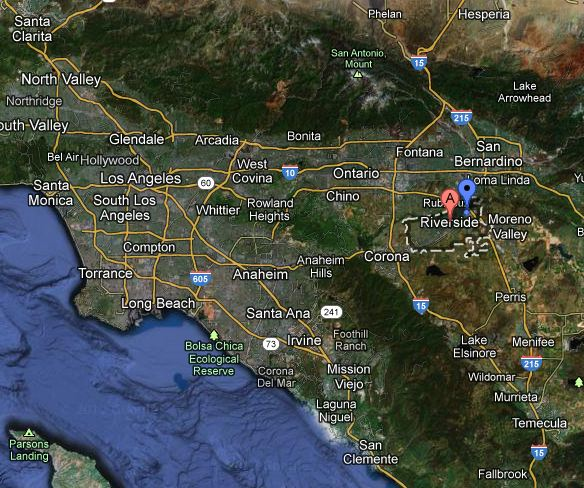 Phelan
Hesperia
Santa
Clarita
15
San Antonio,
Mount
North Valley
Lake
Arrowhead
Northridge
215
South Valley
Glendale
Arcadia
Bonita
Fontana
San
Bernardino
Bel Air
Hollywood
West
Covina
10
Ontario
Los Angeles
60
Loma Linda
Santa
Monica
Chino
A
South Los
Angeles
Whittier
Rowland
Heights
Riverside
Moreno
Valley
Compton
Corona
Torrance
605
Anaheim
Anaheim
Hills
Perris
Long Beach
15
Santa Ana
241
Bolsa Chica
Ecological
Reserve
73
Irvine
Foothill
Ranch
Lake
Elsinore
Menifee
Corona
Del Mar
Mission
Viejo
215
Wildomar
Murrieta
Laguna
Niguel
Temecula
Parsons
Landing
San
Clemente
15
Fallbrook